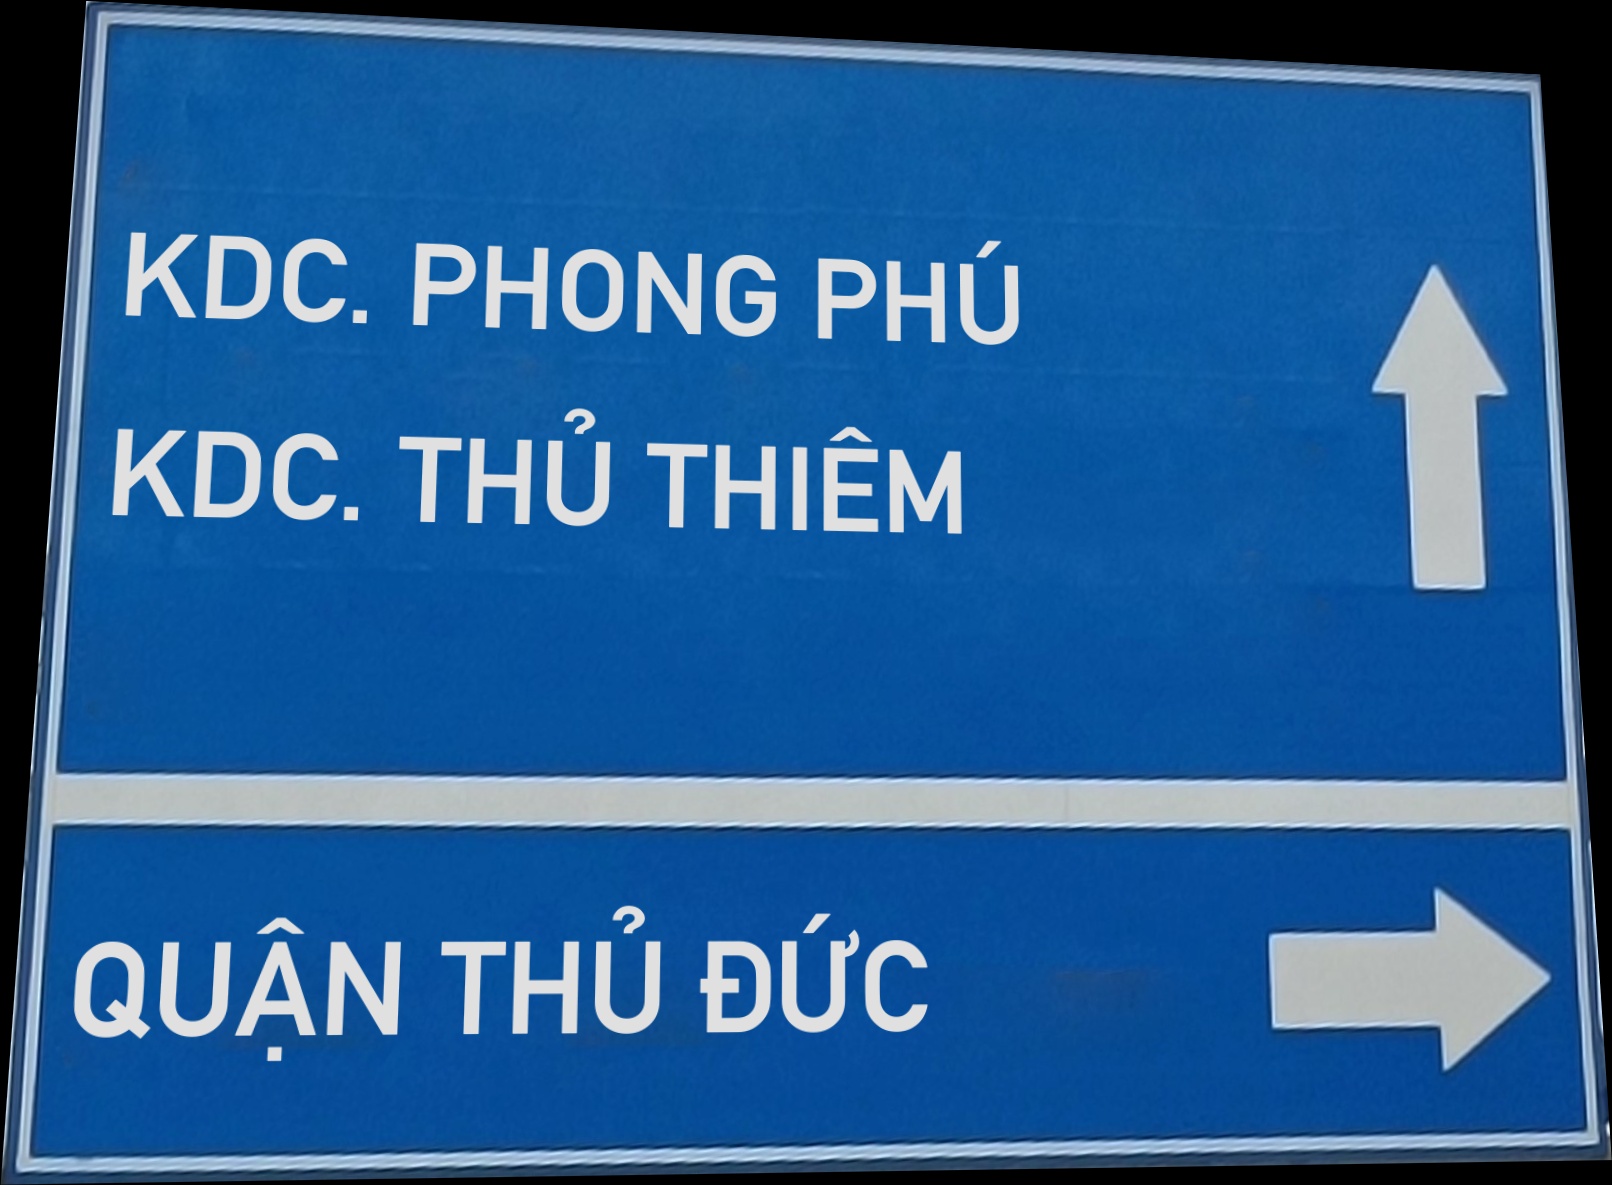 KDC. PHONG PHÚ
KDC. THỦ THIÊM
QUẬN THỦ ĐỨC